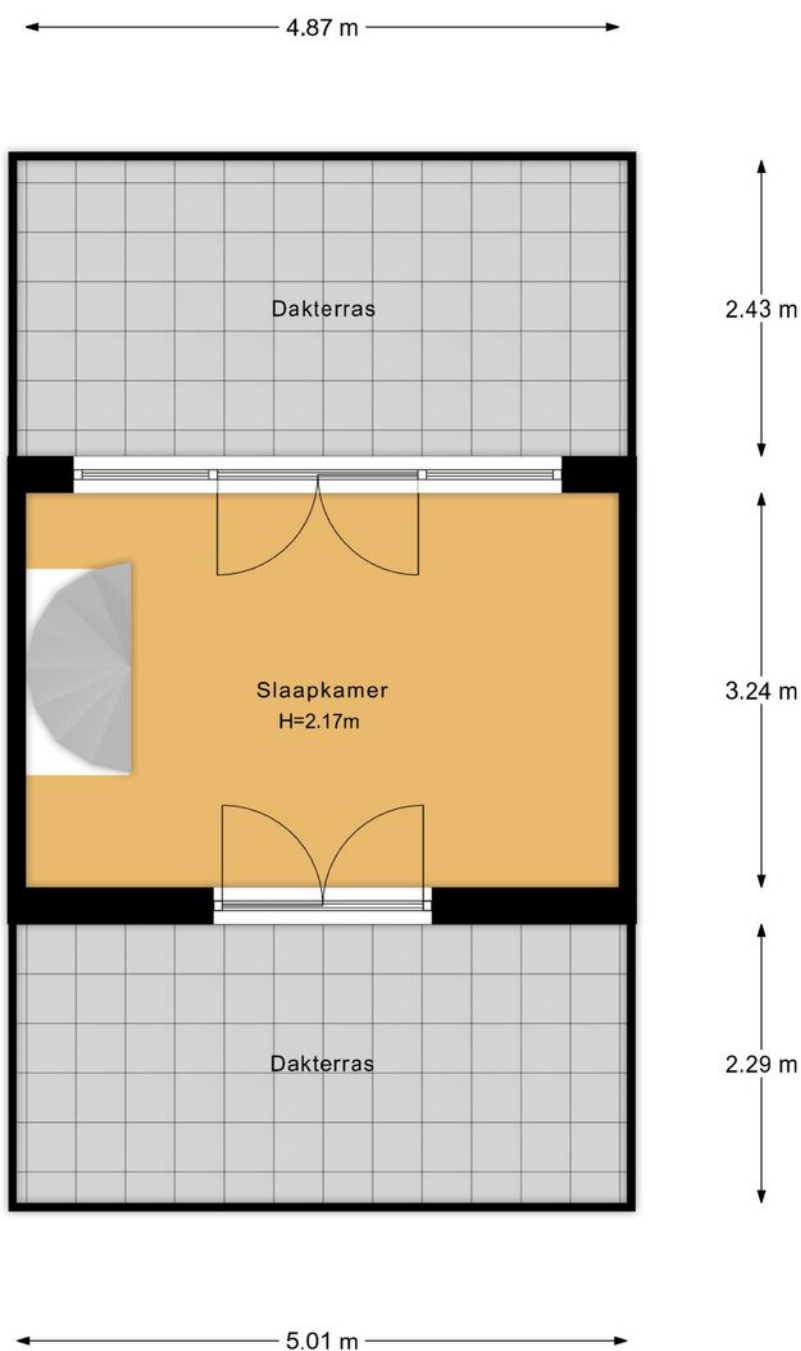 4.87 m
Dakterras
2.43 m
Slaapkamer
H=2.17m
3.24 m
Dakterras
2.29 m
5.01 m